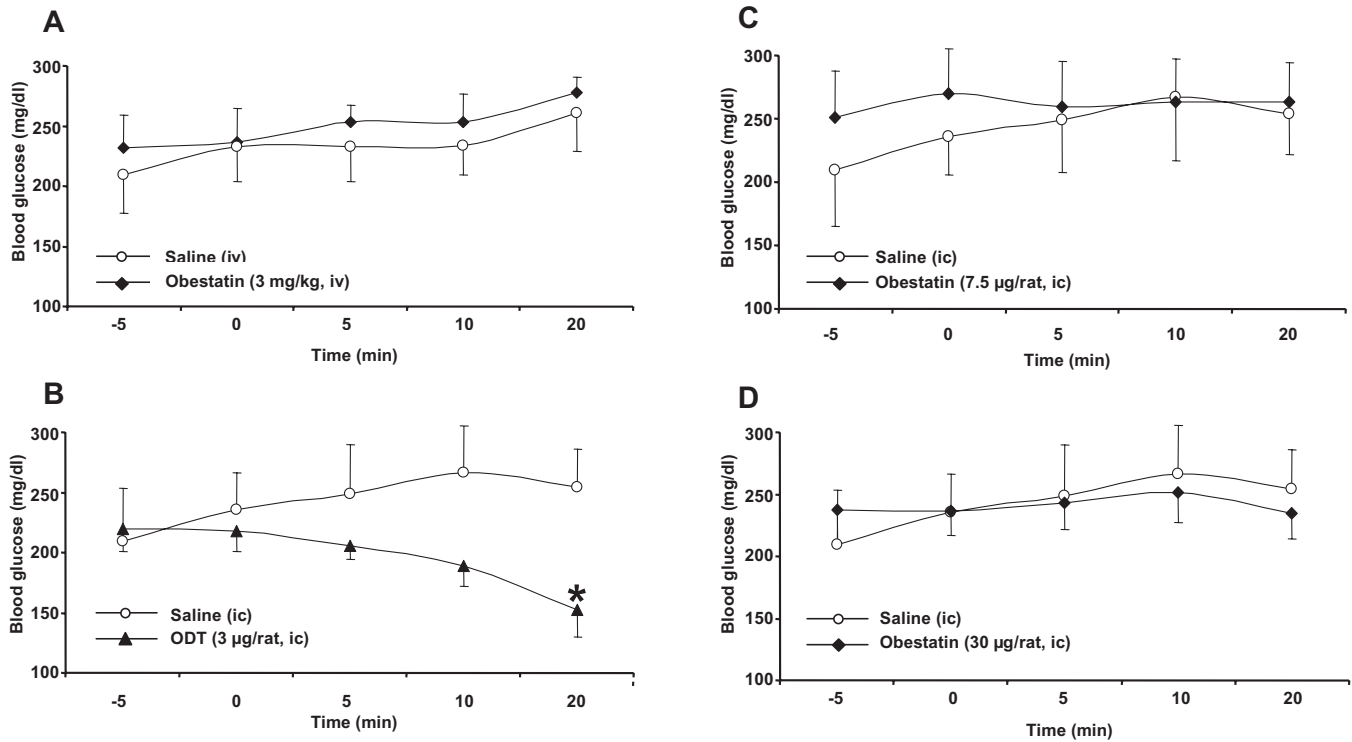 A
Blood glucose (mg/dl)
300
250
200
150
100
Saline (iv)
Obestatin (3 mg/kg, iv)
-5 0 5 10 20
Time (min)
B
Blood glucose (mg/dl)
300
250
200
150
100
*
Saline (ic)
ODT (3 µg/rat, ic)
-5 0 5 10 20
Time (min)
C
Blood glucose (mg/dl)
300
250
200
150
100
Saline (ic)
Obestatin (7.5 µg/rat, ic)
-5 0 5 10 20
Time (min)
D
Blood glucose (mg/dl)
300
250
200
150
100
Saline (ic)
Obestatin (30 µg/rat, ic)
-5 0 5 10 20
Time (min)